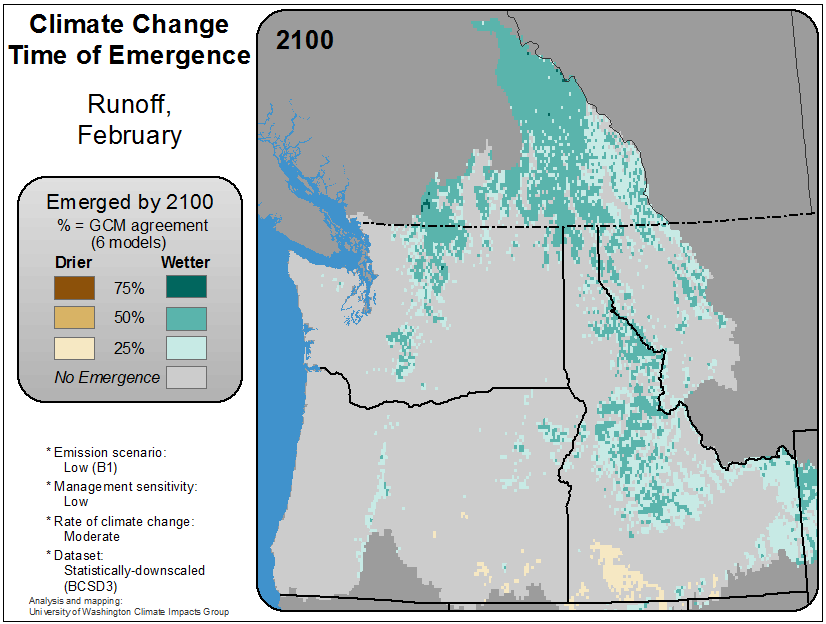 Climate Change
Time of Emergence
Runoff,
February
Emerged by 2100
% = GCM agreement
(6 models)
Drier Wetter
75%
50%
25%
No Emergence
* Emission scenario:
Low (B1)
* Management sensitivity:
Low
* Rate of climate change:
Moderate
* Dataset:
Statistically-downscaled
(BCSD3)
Analysis and mapping:
University of Washington Climate Impacts Group
2100